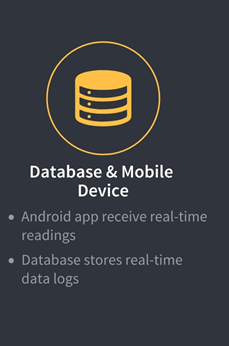 Database & Mobile
Device
• Android app receive real-time
readings
• Database stores real-time
data logs